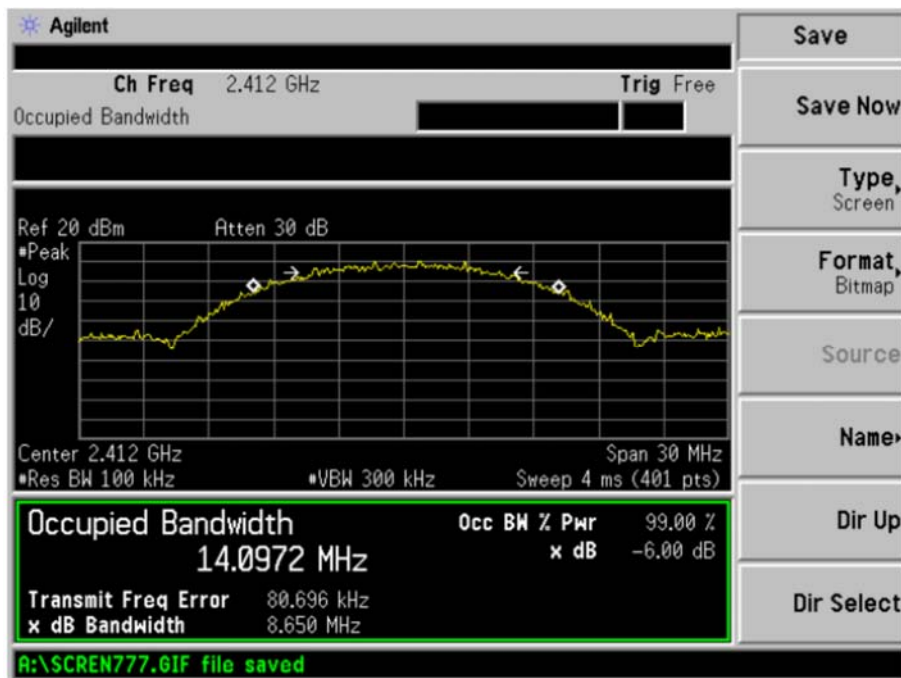 Agilent
Save
Ch Freq 2.412 GHz Trig Free
Occupied Bandwidth
Save Now
Type
Screen
Ref 20 dBm Atten 30 dB
#Peak
Log
10
dB/
Format
Bitmap
Source
Center 2.412 GHz Span 30 MHz
#Res BW 100 kHz #VBW 300 kHz Sweep 4 ms (401 pts)
Name
Occupied Bandwidth Occ BW % Pwr 99.00 %
14.0972 MHz x dB -6.00 dB
Dir Up
Transmit Freq Error 80.696 kHz
x dB Bandwidth 8.650 MHz
Dir Select
A:\SCREN777.GIF file saved